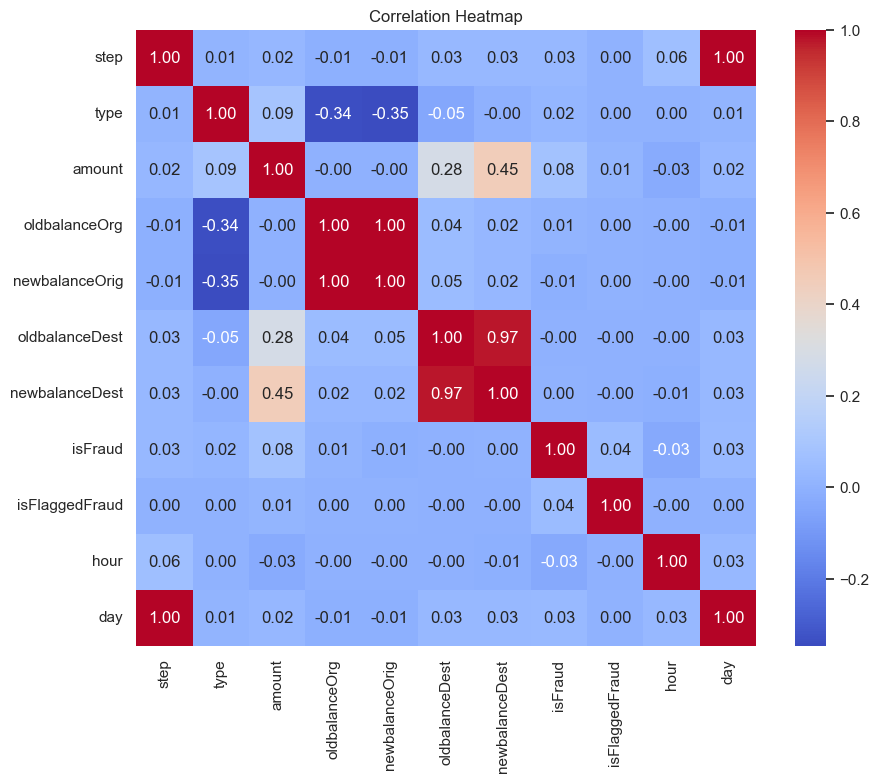 Correlation Heatmap
step 1.00 0.01 0.02 -0.01 -0.01 0.03 0.03 0.03 0.00 0.06 1.00
type 0.01 1.00 0.09 -0.34 -0.35 -0.05 -0.00 0.02 0.00 0.00 0.01
amount 0.02 0.09 1.00 -0.00 -0.00 0.28 0.45 0.08 0.01 -0.03 0.02
oldbalanceOrg -0.01 -0.34 -0.00 1.00 1.00 0.04 0.02 0.01 0.00 -0.00 -0.01
newbalanceOrig -0.01 -0.35 -0.00 1.00 1.00 0.05 0.02 -0.01 0.00 -0.00 -0.01
oldbalanceDest 0.03 -0.05 0.28 0.04 0.05 1.00 0.97 -0.00 -0.00 -0.00 0.03
newbalanceDest 0.03 -0.00 0.45 0.02 0.02 0.97 1.00 0.00 -0.00 -0.01 0.03
isFraud 0.03 0.02 0.08 0.01 -0.01 -0.00 0.00 1.00 0.04 -0.03 0.03
isFlaggedFraud 0.00 0.00 0.01 0.00 0.00 -0.00 -0.00 0.04 1.00 -0.00 0.00
hour 0.06 0.00 -0.03 -0.00 -0.00 -0.00 -0.01 -0.03 -0.00 1.00 0.03
day 1.00 0.01 0.02 -0.01 -0.01 0.03 0.03 0.03 0.00 0.03 1.00
step
type
amount
oldbalanceOrg
newbalanceOrig
oldbalanceDest
newbalanceDest
isFraud
isFlaggedFraud
hour
day
1.0
0.8
0.6
0.4
0.2
0.0
−0.2